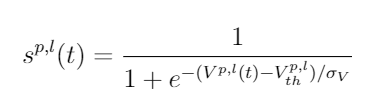 $s^{p,l}(t) = \frac{1}{1 + e^{-(V^{p,l}(t) - V_{th}^{p,l})/\sigma_V}}$